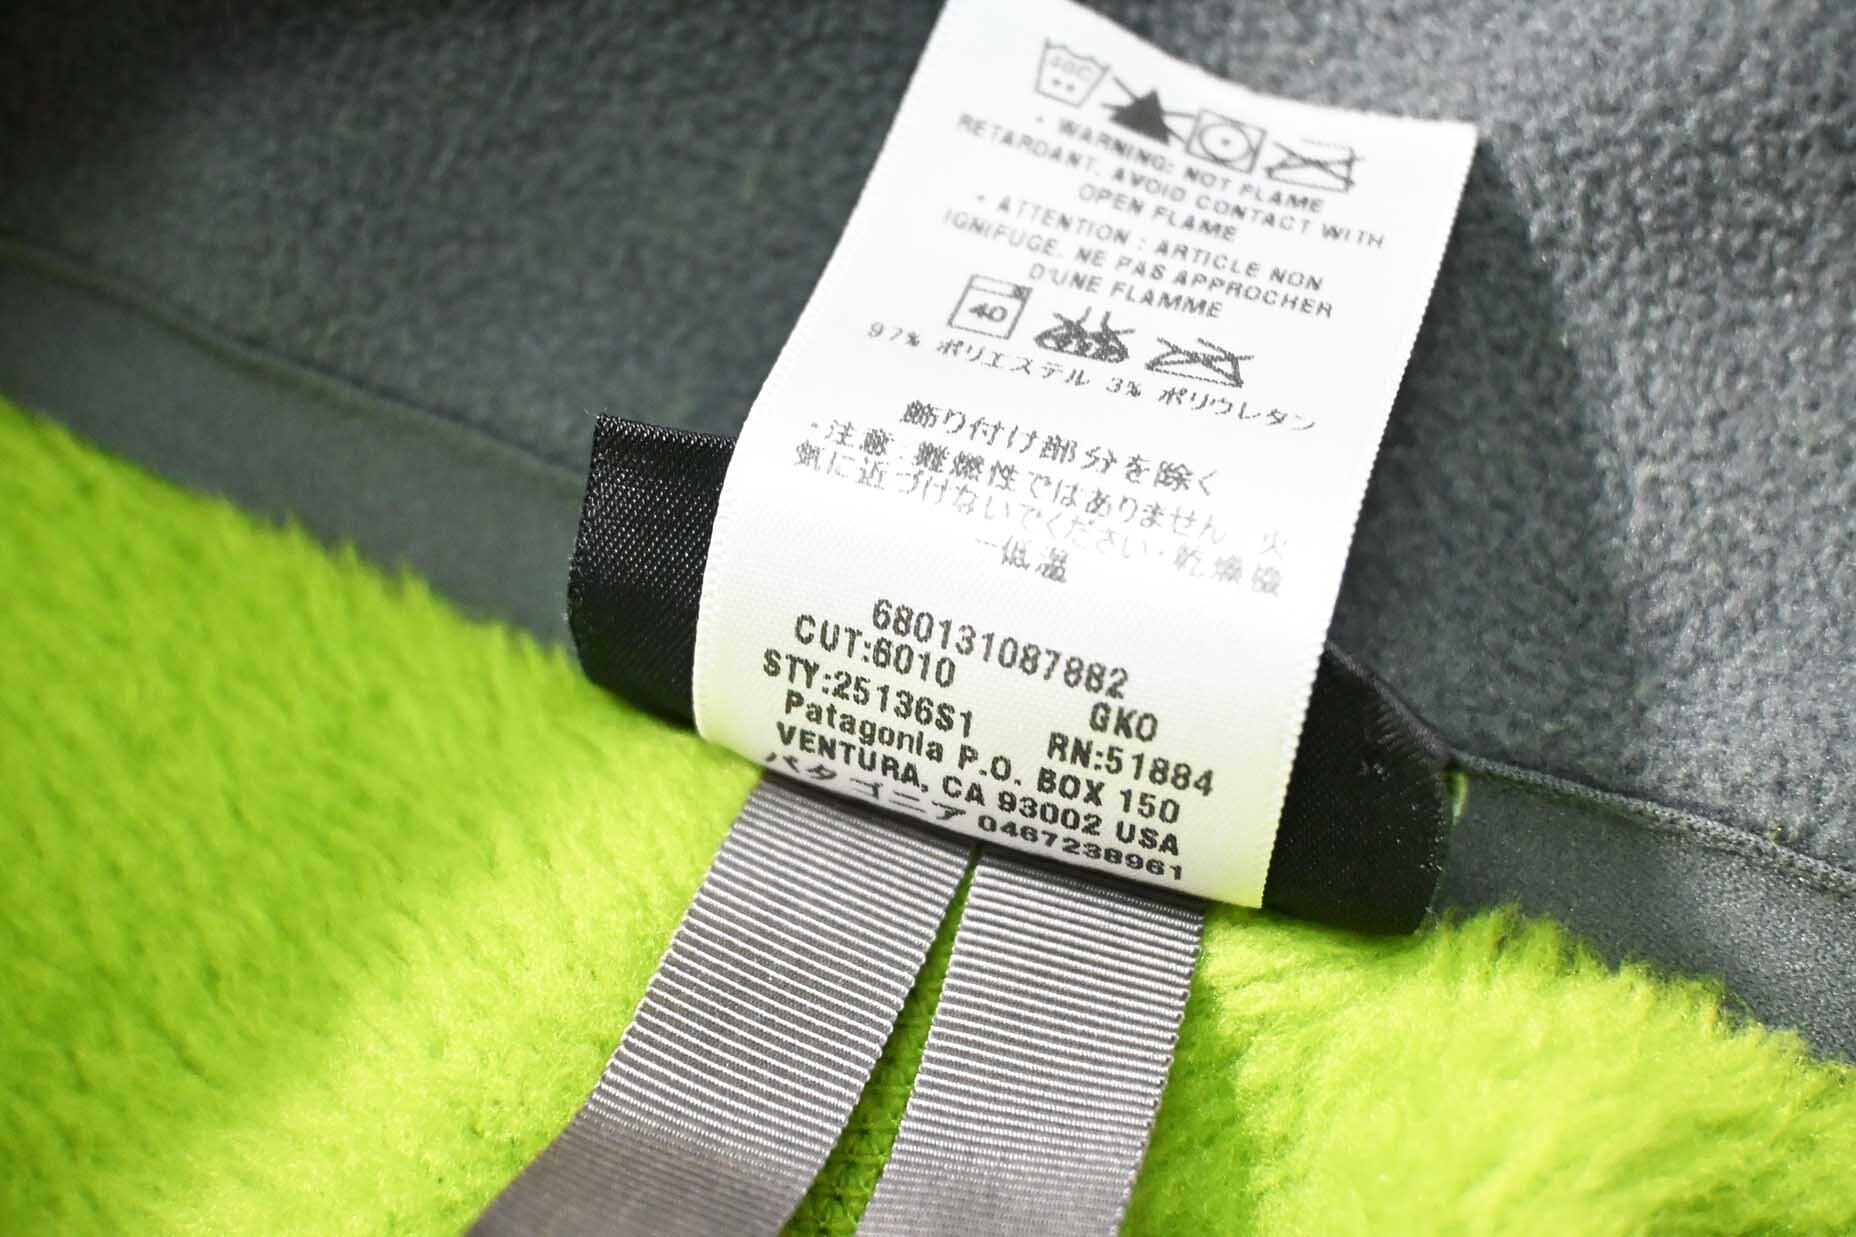 40C
• WARNING: NOT FLAME
RETARDANT. AVOID CONTACT WITH
OPEN FLAME
• ATTENTION : ARTICLE NON
IGNIFUGE. NE PAS APPROCHER
D'UNE FLAMME
40
97% ポリエステル 3% ポリウレタン
飾り付け部分を除く
・注意：難燃性ではありません。火
気に近づけないでください・乾燥機
ー低温
680131087882
CUT:6010 GKO
STY:25136S1 RN:51884
Patagonia P.O. BOX 150
VENTURA, CA 93002 USA
パタゴニア 0467238961